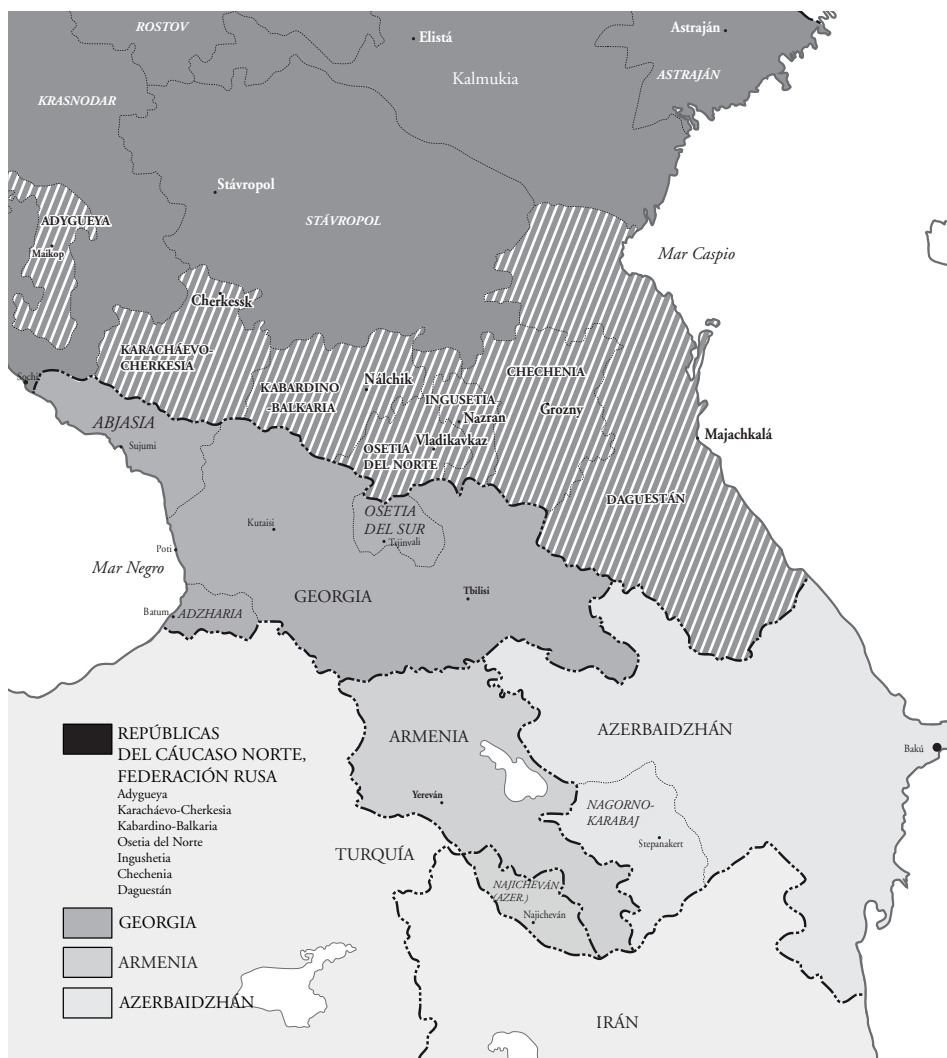 ROSTOV
Elistá
Astraján
Kalmukia
ASTRAJÁN
KRASNODAR
Stávropol
STÁVROPOL
ADYGUEYA
Maikop
Mar Caspio
Cherkessk
KARACHÁEVO-
CHERKESIA
KABARDINO
-BALKARIA
Nálchik
CHECHENIA
INGUSETIA
Nazran
Grozny
Sochi
ABJASIA
Sujumi
OSETIA
DEL NORTE
Vladikavkaz
Majachkalá
DAGUESTÁN
OSETIA
DEL SUR
Tsjinvali
Kutaisi
Poti
Mar Negro
GEORGIA
Tbilisi
Batum
ADZHARIA
REPÚBLICAS
DEL CÁUCASO NORTE,
FEDERACIÓN RUSA
Adygueya
Karacháevo-Cherkesia
Kabardino-Balkaria
Osetia del Norte
Ingushetia
Chechenia
Daguestán
GEORGIA
ARMENIA
AZERBAIDZHÁN
ARMENIA
AZERBAIDZHÁN
Bakú
Yereván
NAGORNO-
KARABAJ
Stepanakert
TURQUÍA
NAJICHEVÁN
(AZER.)
Najicheván
IRÁN